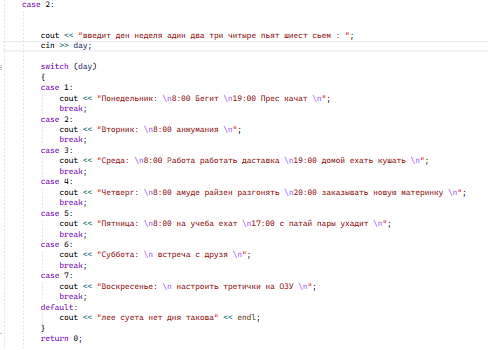 case 2:
cout << "введит ден неделя адин два три читыре пьят шиест сьем : ";
cin >> day;
switch (day)
{
case 1:
cout << "Понедельник: \n8:00 Бегит \n19:00 Прес качат \n";
break;
case 2:
cout << "Вторник: \n8:00 анжумания \n";
break;
case 3:
cout << "Среда: \n8:00 Работа работать даставка \n19:00 домой ехать кушать \n";
break;
case 4:
cout << "Четверг: \n8:00 амуде райзен разгонять \n20:00 заказывать новую материнку \n";
break;
case 5:
cout << "Пятница: \n8:00 на учеба ехат \n17:00 с патай пары ухадит \n";
break;
case 6:
cout << "Суббота: \n встреча с друзя \n";
break;
case 7:
cout << "Воскресенье: \n настроить третички на ОЗУ \n";
break;
default:
cout << "лее суета нет дня такова" << endl;
}
return 0;